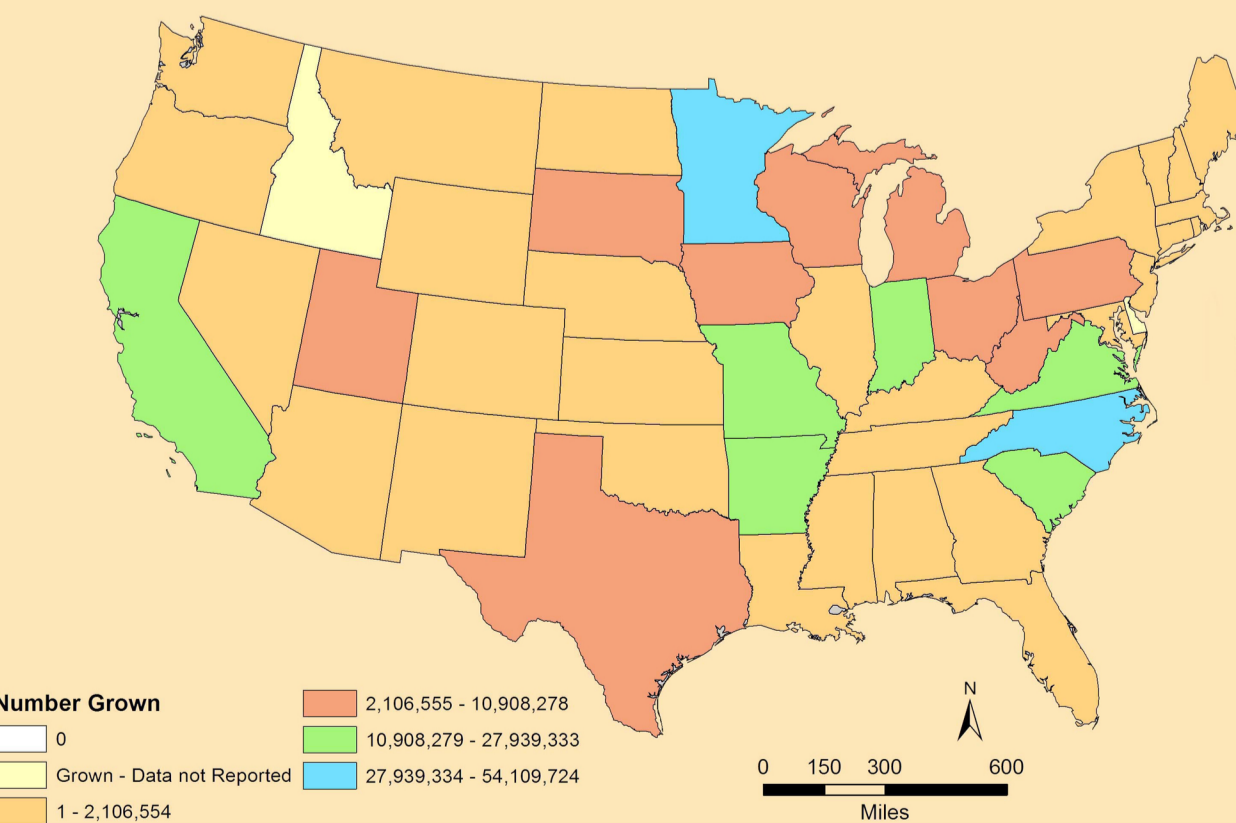 Number Grown
0
Grown - Data not Reported
1 - 2,106,554
2,106,555 - 10,908,278
10,908,279 - 27,939,333
27,939,334 - 54,109,724
N
0 150 300 600
Miles